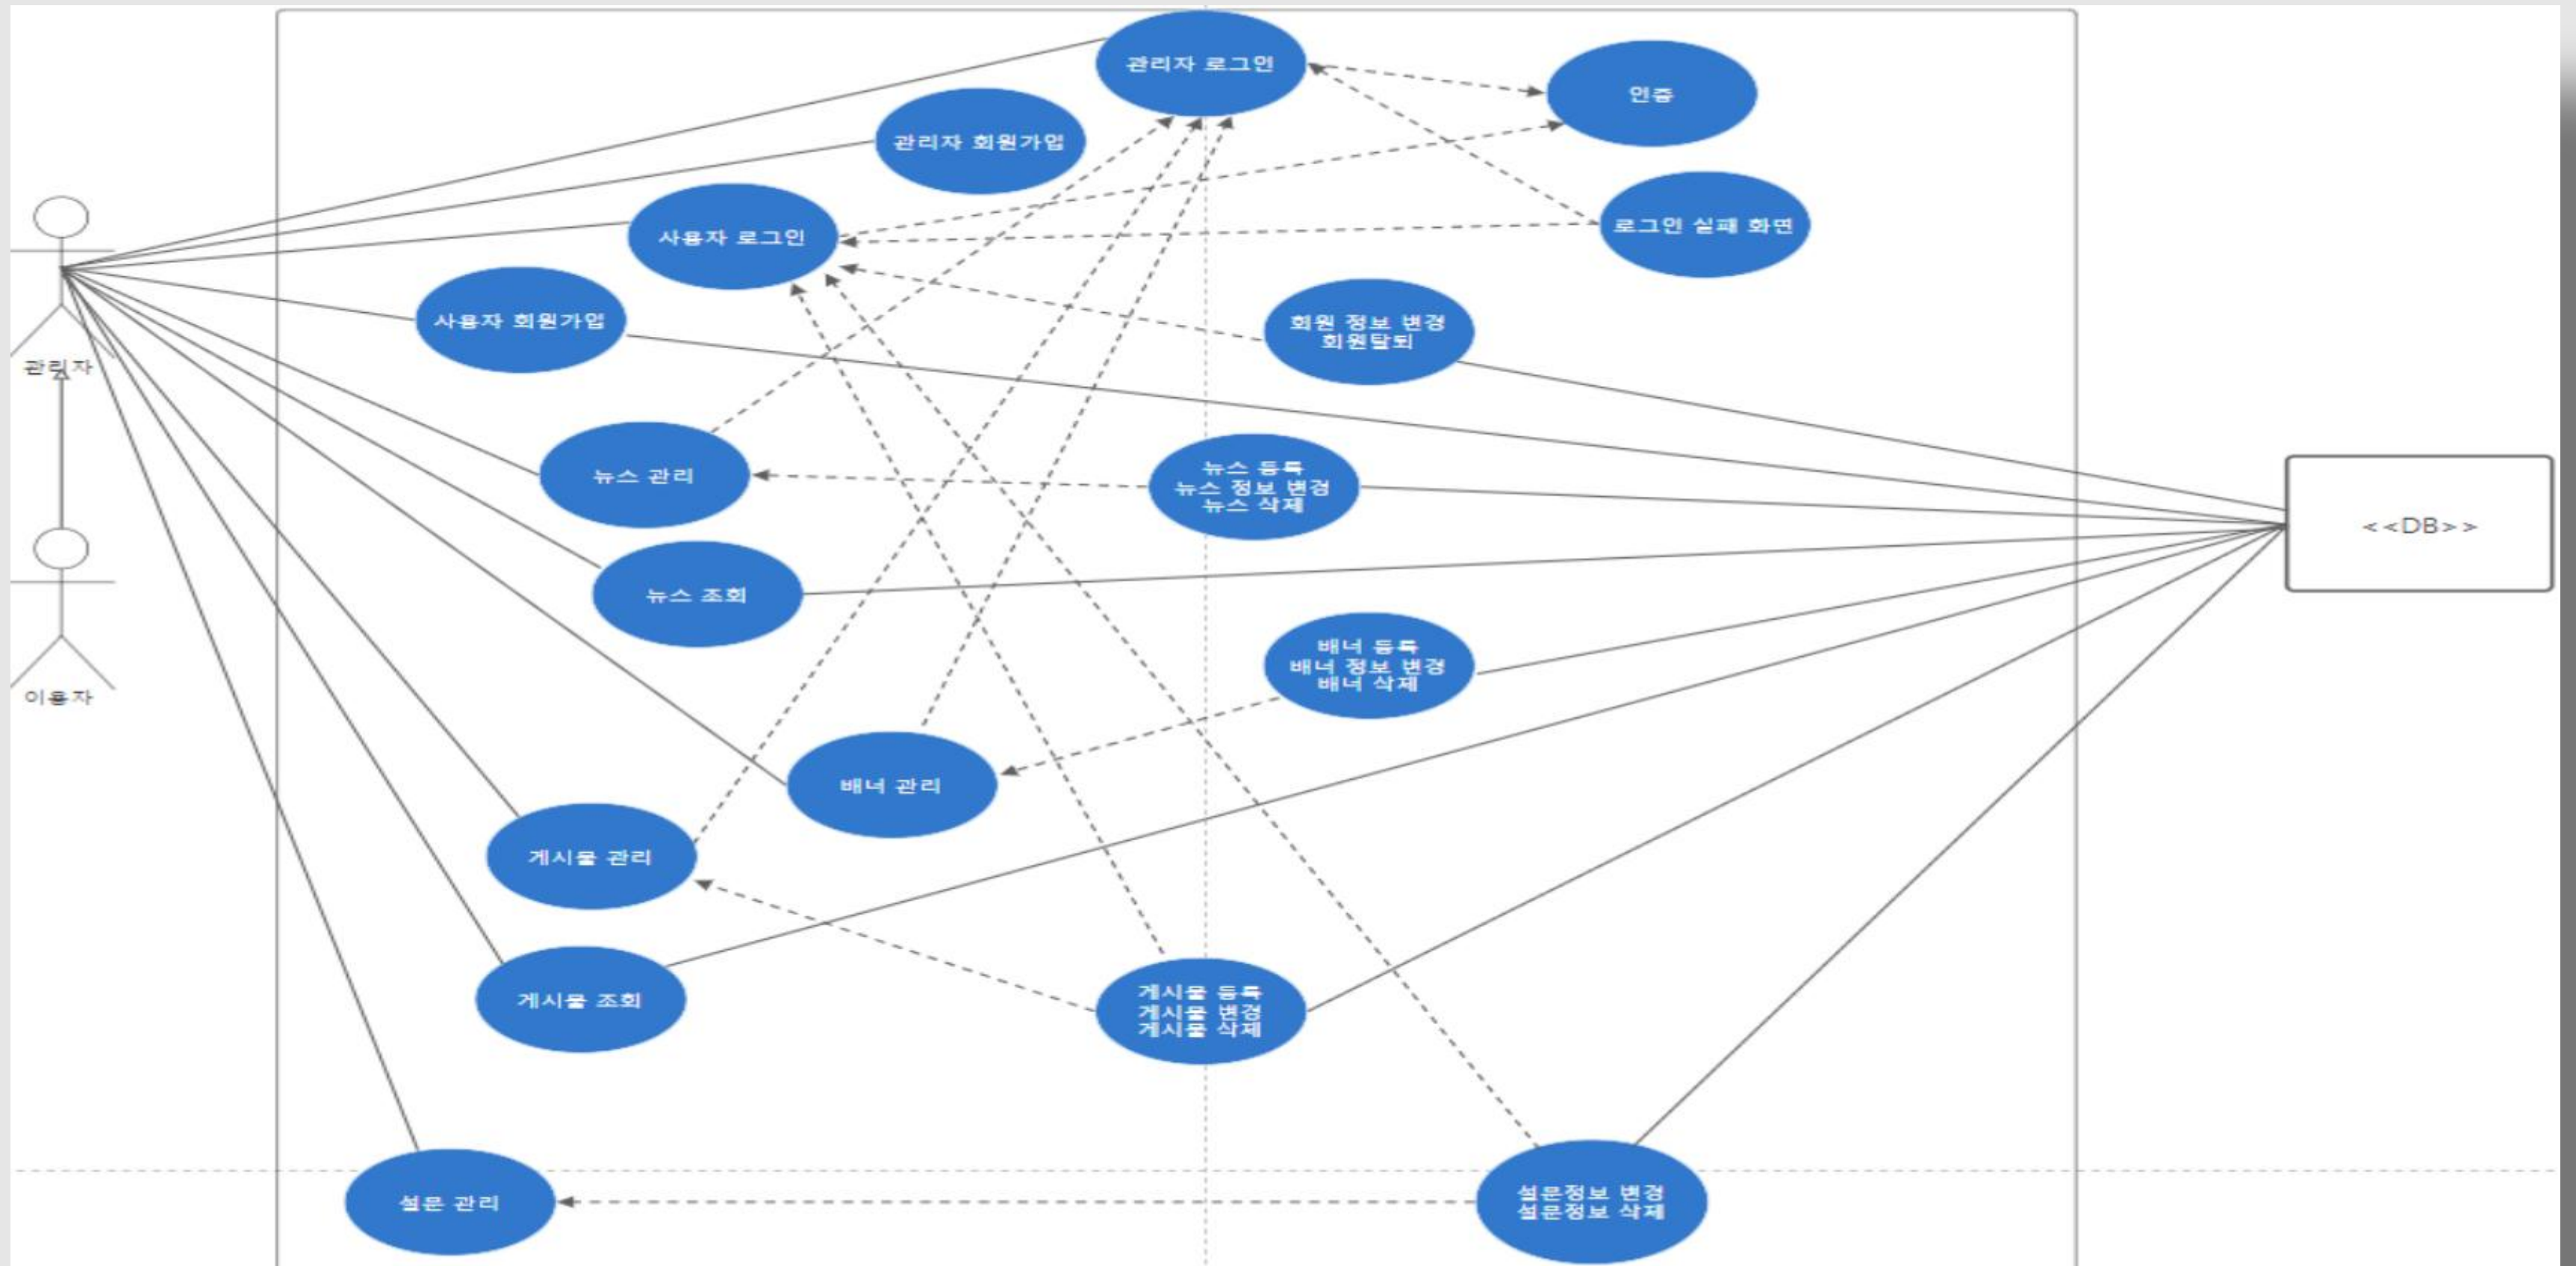 관리자 로그인
인증
관리자 회원가입
사용자 로그인
로그인 실패 화면
사용자 회원가입
회원 정보 변경
회원탈퇴
관리자
뉴스 관리
뉴스 등록
뉴스 정보 변경
뉴스 삭제
<<DB>>
뉴스 조회
배너 등록
배너 정보 변경
배너 삭제
이용자
배너 관리
게시물 관리
게시물 조회
게시물 등록
게시물 변경
게시물 삭제
설문 관리
설문정보 변경
설문정보 삭제